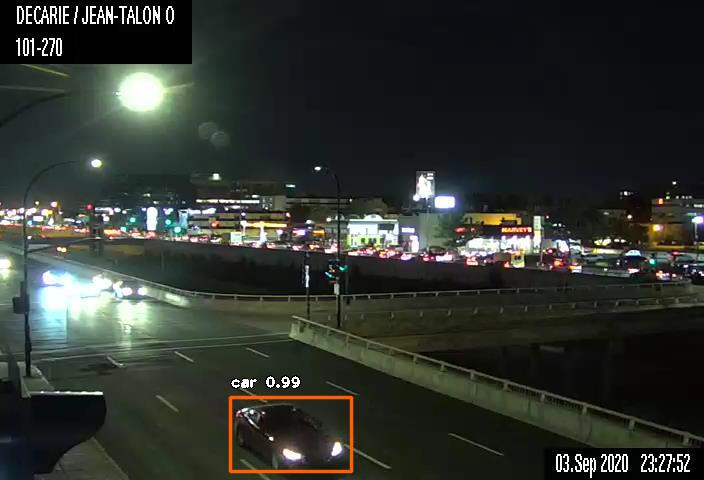 DECARIE / JEAN-TALON O
101-270
HARVEY'S
car 0.99
03.Sep 2020 23:27:52